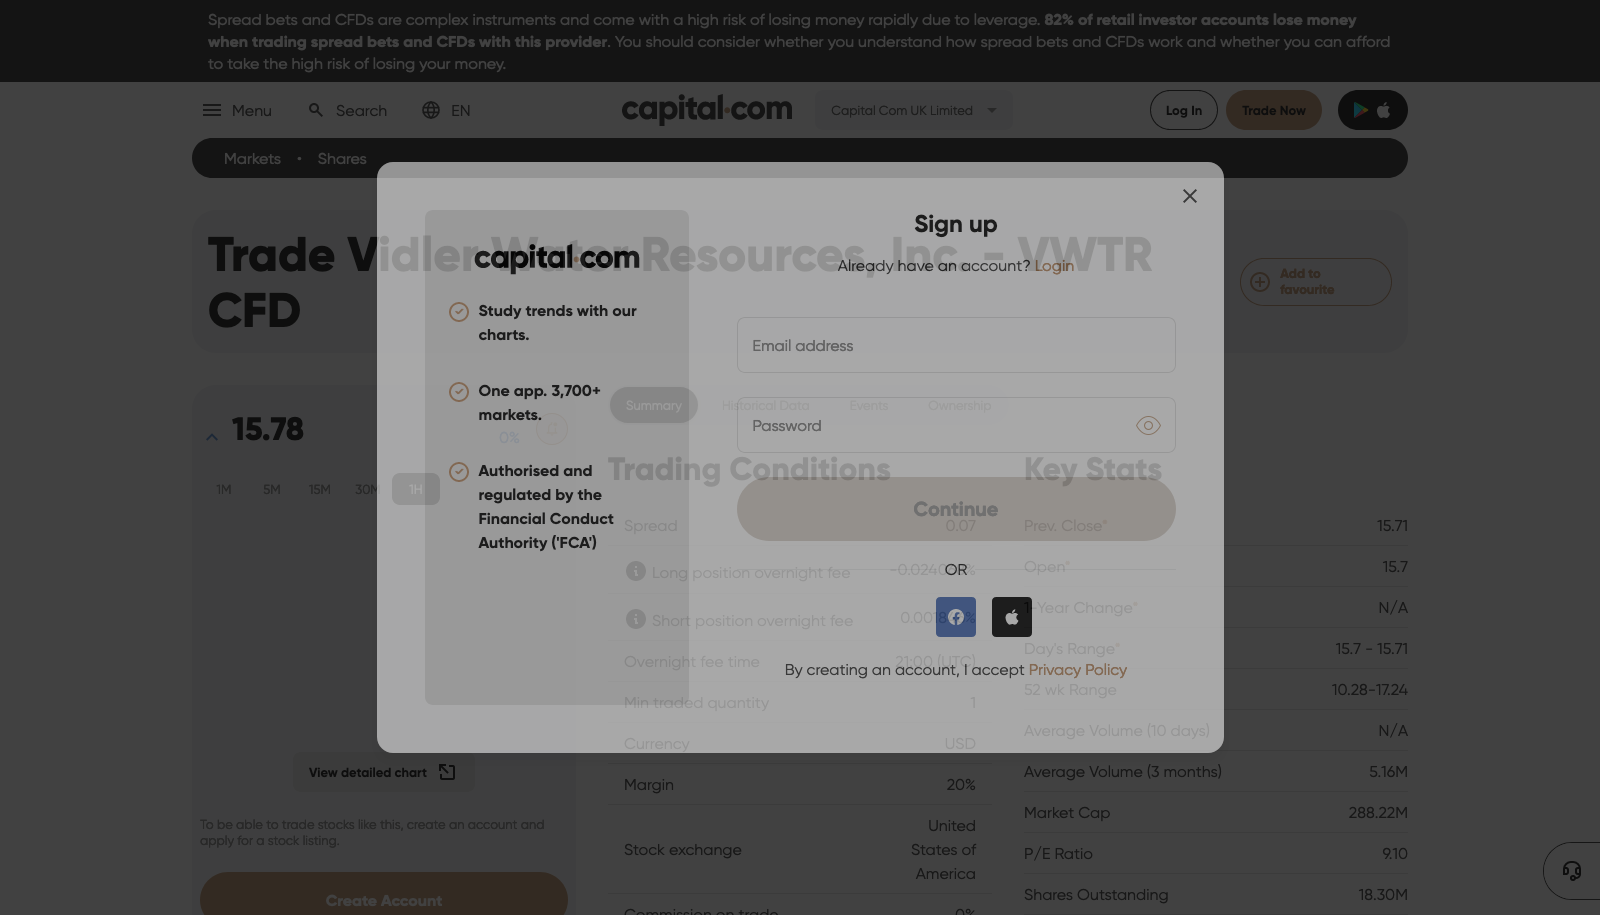 Spread bets and CFDs are complex instruments and come with a high risk of losing money rapidly due to leverage. 82% of retail investor accounts lose money
when trading spread bets and CFDs with this provider. You should consider whether you understand how spread bets and CFDs work and whether you can afford
to take the high risk of losing your money.
Menu
Search
EN
capital.com
Capital Com UK Limited
Log In
Trade Now
Markets • Shares
Trade Vidler Water Resources, Inc. - VWTR
CFD
Add to
favourite
15.78
0%
1M 5M 15M 30M 1H
View detailed chart
To be able to trade stocks like this, create an account and
apply for a stock listing.
Create Account
capital.com
Study trends with our
charts.
One app. 3,700+
markets.
Authorised and
regulated by the
Financial Conduct
Authority ('FCA')
Sign up
Already have an account? Login
Email address
Password
Continue
OR
By creating an account, I accept Privacy Policy
Summary Historical Data Events Ownership
Trading Conditions
Spread 0.07
Long position overnight fee
Short position overnight fee
Overnight fee time 21:00 (UTC)
Min traded quantity 1
Currency USD
Margin 20%
Stock exchange United
States of
America
Commission on trade 0%
Key Stats
Prev. Close* 15.71
Open* 15.7
1-Year Change* N/A
Day's Range* 15.7 - 15.71
52 wk Range 10.28-17.24
Average Volume (10 days) N/A
Average Volume (3 months) 5.16M
Market Cap 288.22M
P/E Ratio 9.10
Shares Outstanding 18.30M